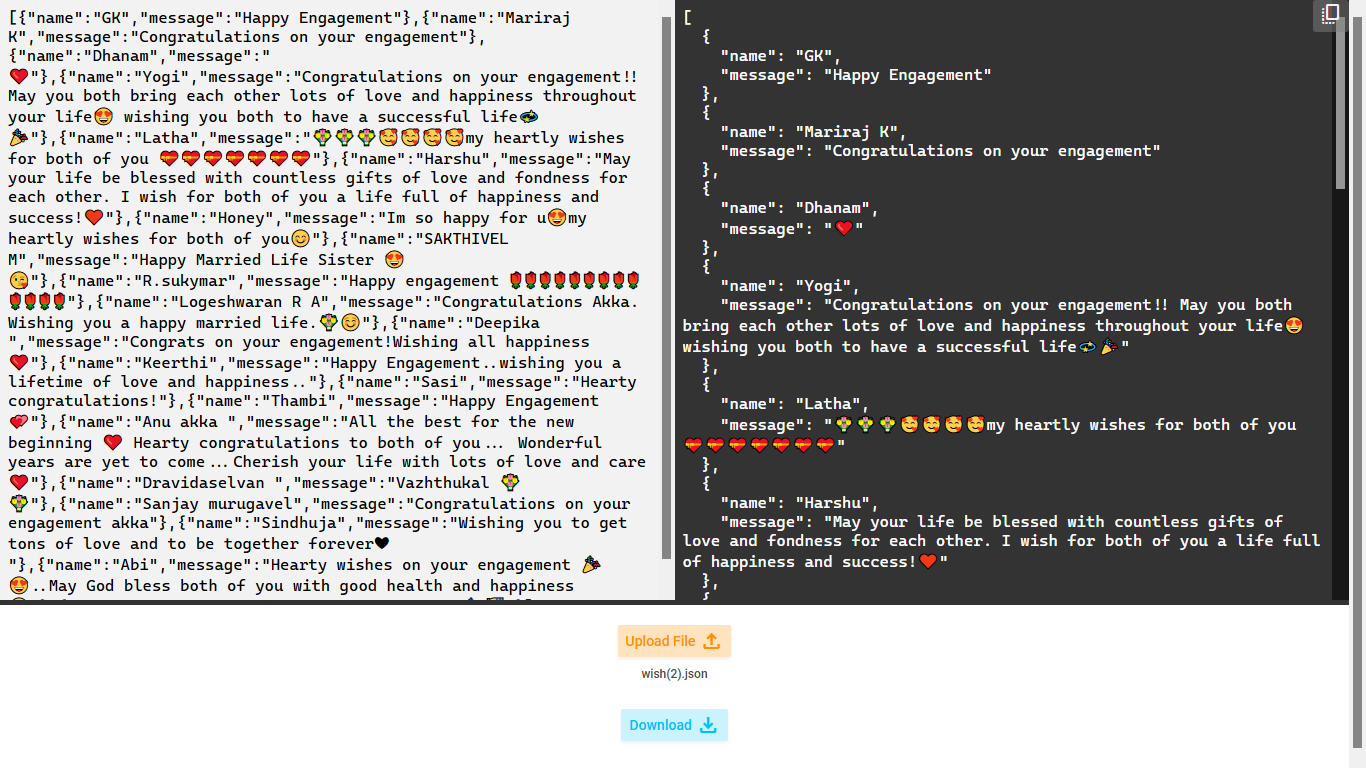 [{"name":"GK","message":"Happy Engagement"},{"name":"Mariraj
K","message":"Congratulations on your engagement"},
{"name":"Dhanam","message":"
❤️"},{"name":"Yogi","message":"Congratulations on your engagement!!
May you both bring each other lots of love and happiness throughout
your life😍 wishing you both to have a successful life💫
🎉"},{"name":"Latha","message":"💐💐💐🥰🥰🥰🥰my heartly wishes
for both of you 💝💝💝💝💝💝💝"},{"name":"Harshu","message":"May
your life be blessed with countless gifts of love and fondness for
each other. I wish for both of you a life full of happiness and
success!❤️"},{"name":"Honey","message":"Im so happy for u😍my
heartly wishes for both of you😊"},{"name":"SAKTHIVEL
M","message":"Happy Married Life Sister 😍
😘"},{"name":"R.sukymar","message":"Happy engagement 🌹🌹🌹🌹🌹🌹🌹🌹🌹
🌹🌹🌹🌹"},{"name":"Logeshwaran R A","message":"Congratulations Akka.
Wishing you a happy married life.💐😊"},{"name":"Deepika
","message":"Congrats on your engagement!Wishing all happiness
❤️"},{"name":"Keerthi","message":"Happy Engagement..wishing you a
lifetime of love and happiness.."},{"name":"Sasi","message":"Hearty
congratulations!"},{"name":"Thambi","message":"Happy Engagement
💞"},{"name":"Anu akka ","message":"All the best for the new
beginning ❤️ Hearty congratulations to both of you... Wonderful
years are yet to come...Cherish your life with lots of love and care
❤️"},{"name":"Dravidaselvan ","message":"Vazhthukal 💐
💐"},{"name":"Sanjay murugavel","message":"Congratulations on your
engagement akka"},{"name":"Sindhuja","message":"Wishing you to get
tons of love and to be together forever🖤
"},{"name":"Abi","message":"Hearty wishes on your engagement 🎉
😍..May God bless both of you with good health and happiness
[
{
"name": "GK",
"message": "Happy Engagement"
},
{
"name": "Mariraj K",
"message": "Congratulations on your engagement"
},
{
"name": "Dhanam",
"message": "❤️"
},
{
"name": "Yogi",
"message": "Congratulations on your engagement!! May you both
bring each other lots of love and happiness throughout your life😍
wishing you both to have a successful life💫🎉"
},
{
"name": "Latha",
"message": "💐💐💐🥰🥰🥰🥰my heartly wishes for both of you
💝💝💝💝💝💝💝"
},
{
"name": "Harshu",
"message": "May your life be blessed with countless gifts of
love and fondness for each other. I wish for both of you a life full
of happiness and success!❤️"
},
{
Upload File
wish(2).json
Download